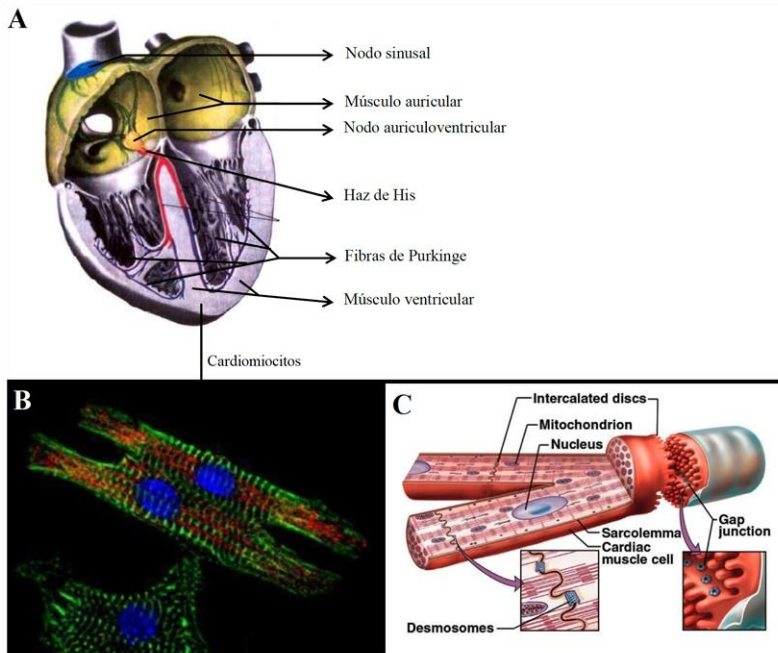 A
Nodo sinusal
Músculo auricular
Nodo auriculoventricular
Haz de His
Fibras de Purkinge
Músculo ventricular
Cardiomiocitos
B
C
Intercalated discs
Mitochondrion
Nucleus
Gap
junction
Sarcolemma
Cardiac
muscle cell
Desmosomes